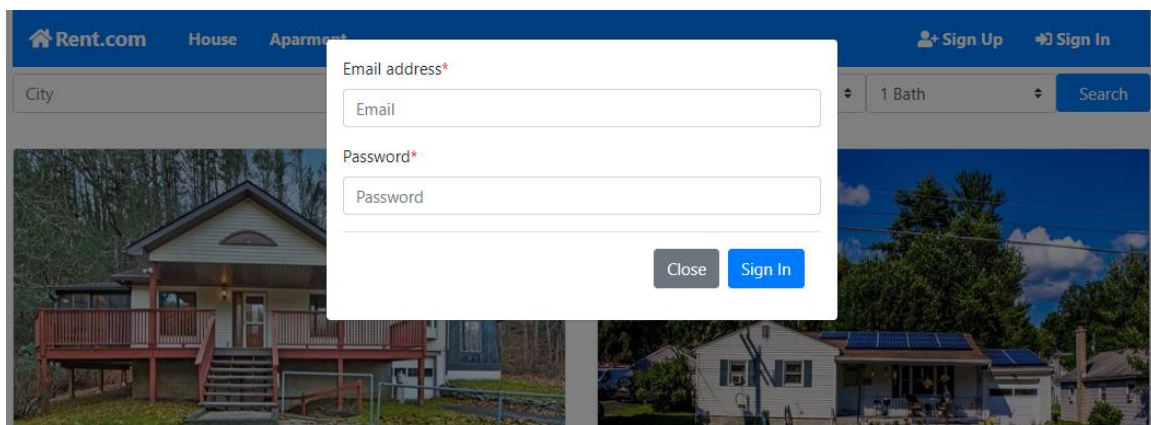 Rent.com House Aparment Sign Up Sign In
City 1 Bath Search
Email address*
Email
Password*
Password
Close Sign In